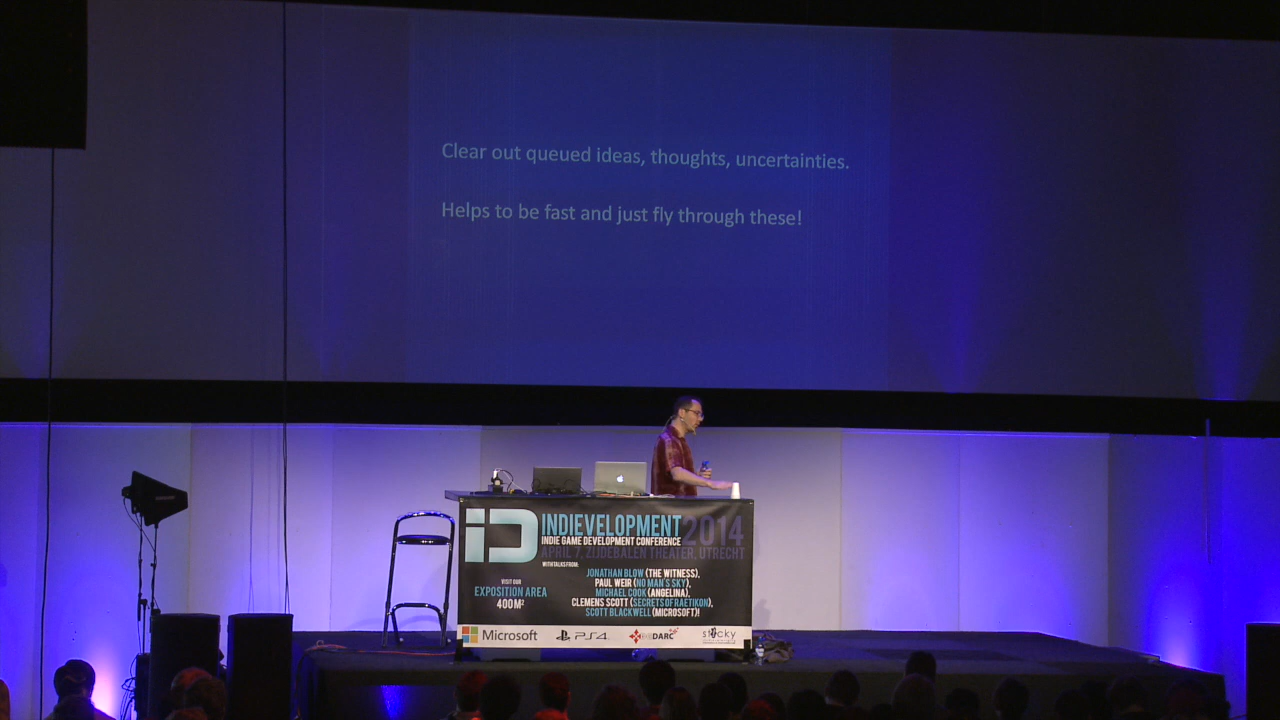 Clear out queued ideas, thoughts, uncertainties.
Helps to be fast and just fly through these!
iD INDIEVELOPMENT 2014
INDIE GAME DEVELOPMENT CONFERENCE
APRIL 7, ZIJDEBALEN THEATER, UTRECHT
WITH TALKS FROM:
JONATHAN BLOW (THE WITNESS),
PAUL WEIR (NO MAN'S SKY),
MICHAEL COOK (ANGELINA),
CLEMENS SCOTT (SECRETS OF RAETIKON),
SCOTT BLACKWELL (MICROSOFT)!
VISIT OUR
EXPOSITION AREA
400M²
Microsoft PS4